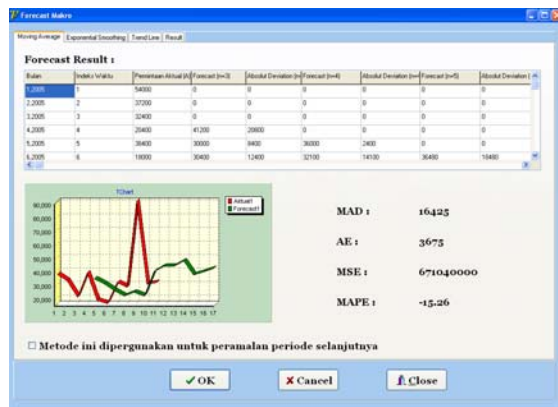 Forecast Makro
Moving Average Exponential Smoothing Trend Line Result
Forecast Result :
Bulan Indeks Waktu Permintaan Aktual (A) Forecast (n=3) Absolut Deviation (n Forecast (n=4) Absolut Deviation (n=4 Forecast (n=5) Absolut Deviation (
1,2005 1 54000 0 0 0 0 0 0
2,2005 2 37200 0 0 0 0 0 0
3,2005 3 32400 0 0 0 0 0 0
4,2005 4 20400 41200 20800 0 0 0 0
5,2005 5 38400 30000 8400 36000 2400 0 0
6,2005 6 18000 30400 12400 32100 14100 36480 18480
TChart
Aktual1
Forecast1
90,000
80,000
70,000
60,000
50,000
40,000
30,000
20,000
1 2 3 4 5 6 7 8 9 10 11 12 13 14 15 16 17
MAD : 16425
AE : 3675
MSE : 671040000
MAPE : -15.26
Metode ini dipergunakan untuk peramalan periode selanjutnya
OK Cancel Close